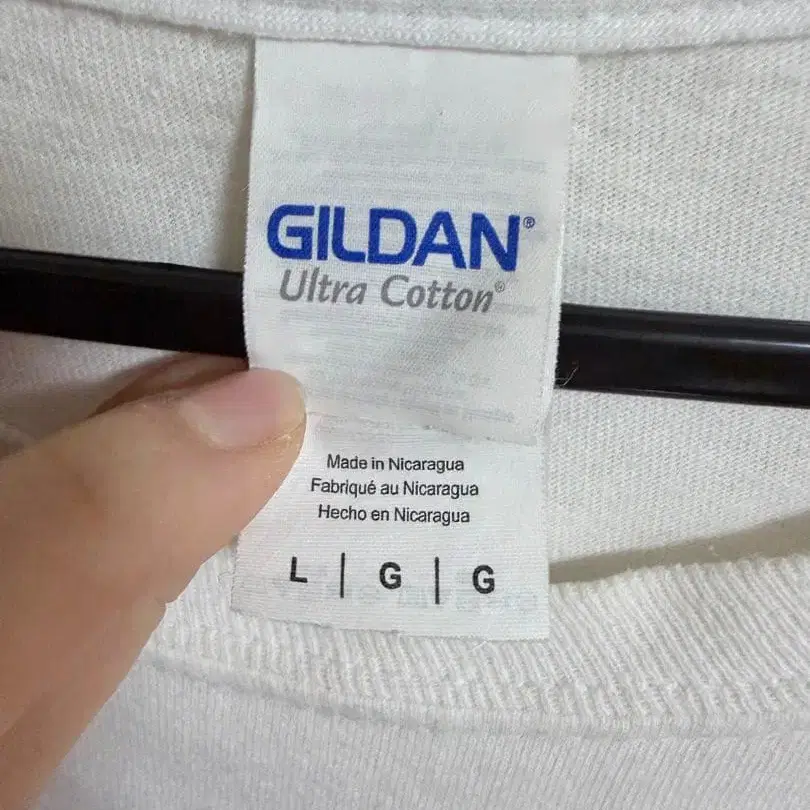 GILDAN®
Ultra Cotton®
Made in Nicaragua
Fabriqué au Nicaragua
Hecho en Nicaragua
L | G | G